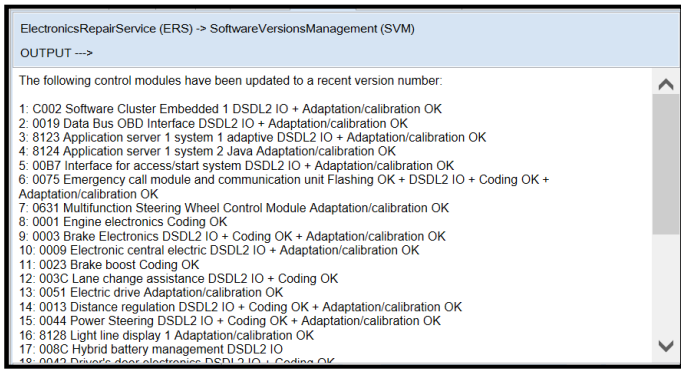 ElectronicsRepairService (ERS) -> SoftwareVersionsManagement (SVM)
OUTPUT --->
The following control modules have been updated to a recent version number:
1: C002 Software Cluster Embedded 1 DSDL2 IO + Adaptation/calibration OK
2: 0019 Data Bus OBD Interface DSDL2 IO + Adaptation/calibration OK
3: 8123 Application server 1 system 1 adaptive DSDL2 IO + Adaptation/calibration OK
4: 8124 Application server 1 system 2 Java Adaptation/calibration OK
5: 00B7 Interface for access/start system DSDL2 IO + Adaptation/calibration OK
6: 0075 Emergency call module and communication unit Flashing OK + DSDL2 IO + Coding OK +
Adaptation/calibration OK
7: 0631 Multifunction Steering Wheel Control Module Adaptation/calibration OK
8: 0001 Engine electronics Coding OK
9: 0003 Brake Electronics DSDL2 IO + Coding OK + Adaptation/calibration OK
10: 0009 Electronic central electric DSDL2 IO + Adaptation/calibration OK
11: 0023 Brake boost Coding OK
12: 003C Lane change assistance DSDL2 IO + Coding OK
13: 0051 Electric drive Adaptation/calibration OK
14: 0013 Distance regulation DSDL2 IO + Coding OK + Adaptation/calibration OK
15: 0044 Power Steering DSDL2 IO + Coding OK + Adaptation/calibration OK
16: 8128 Light line display 1 Adaptation/calibration OK
17: 008C Hybrid battery management DSDL2 IO
18: 0042 Driver's door electronics DSDL2 IO + Coding OK